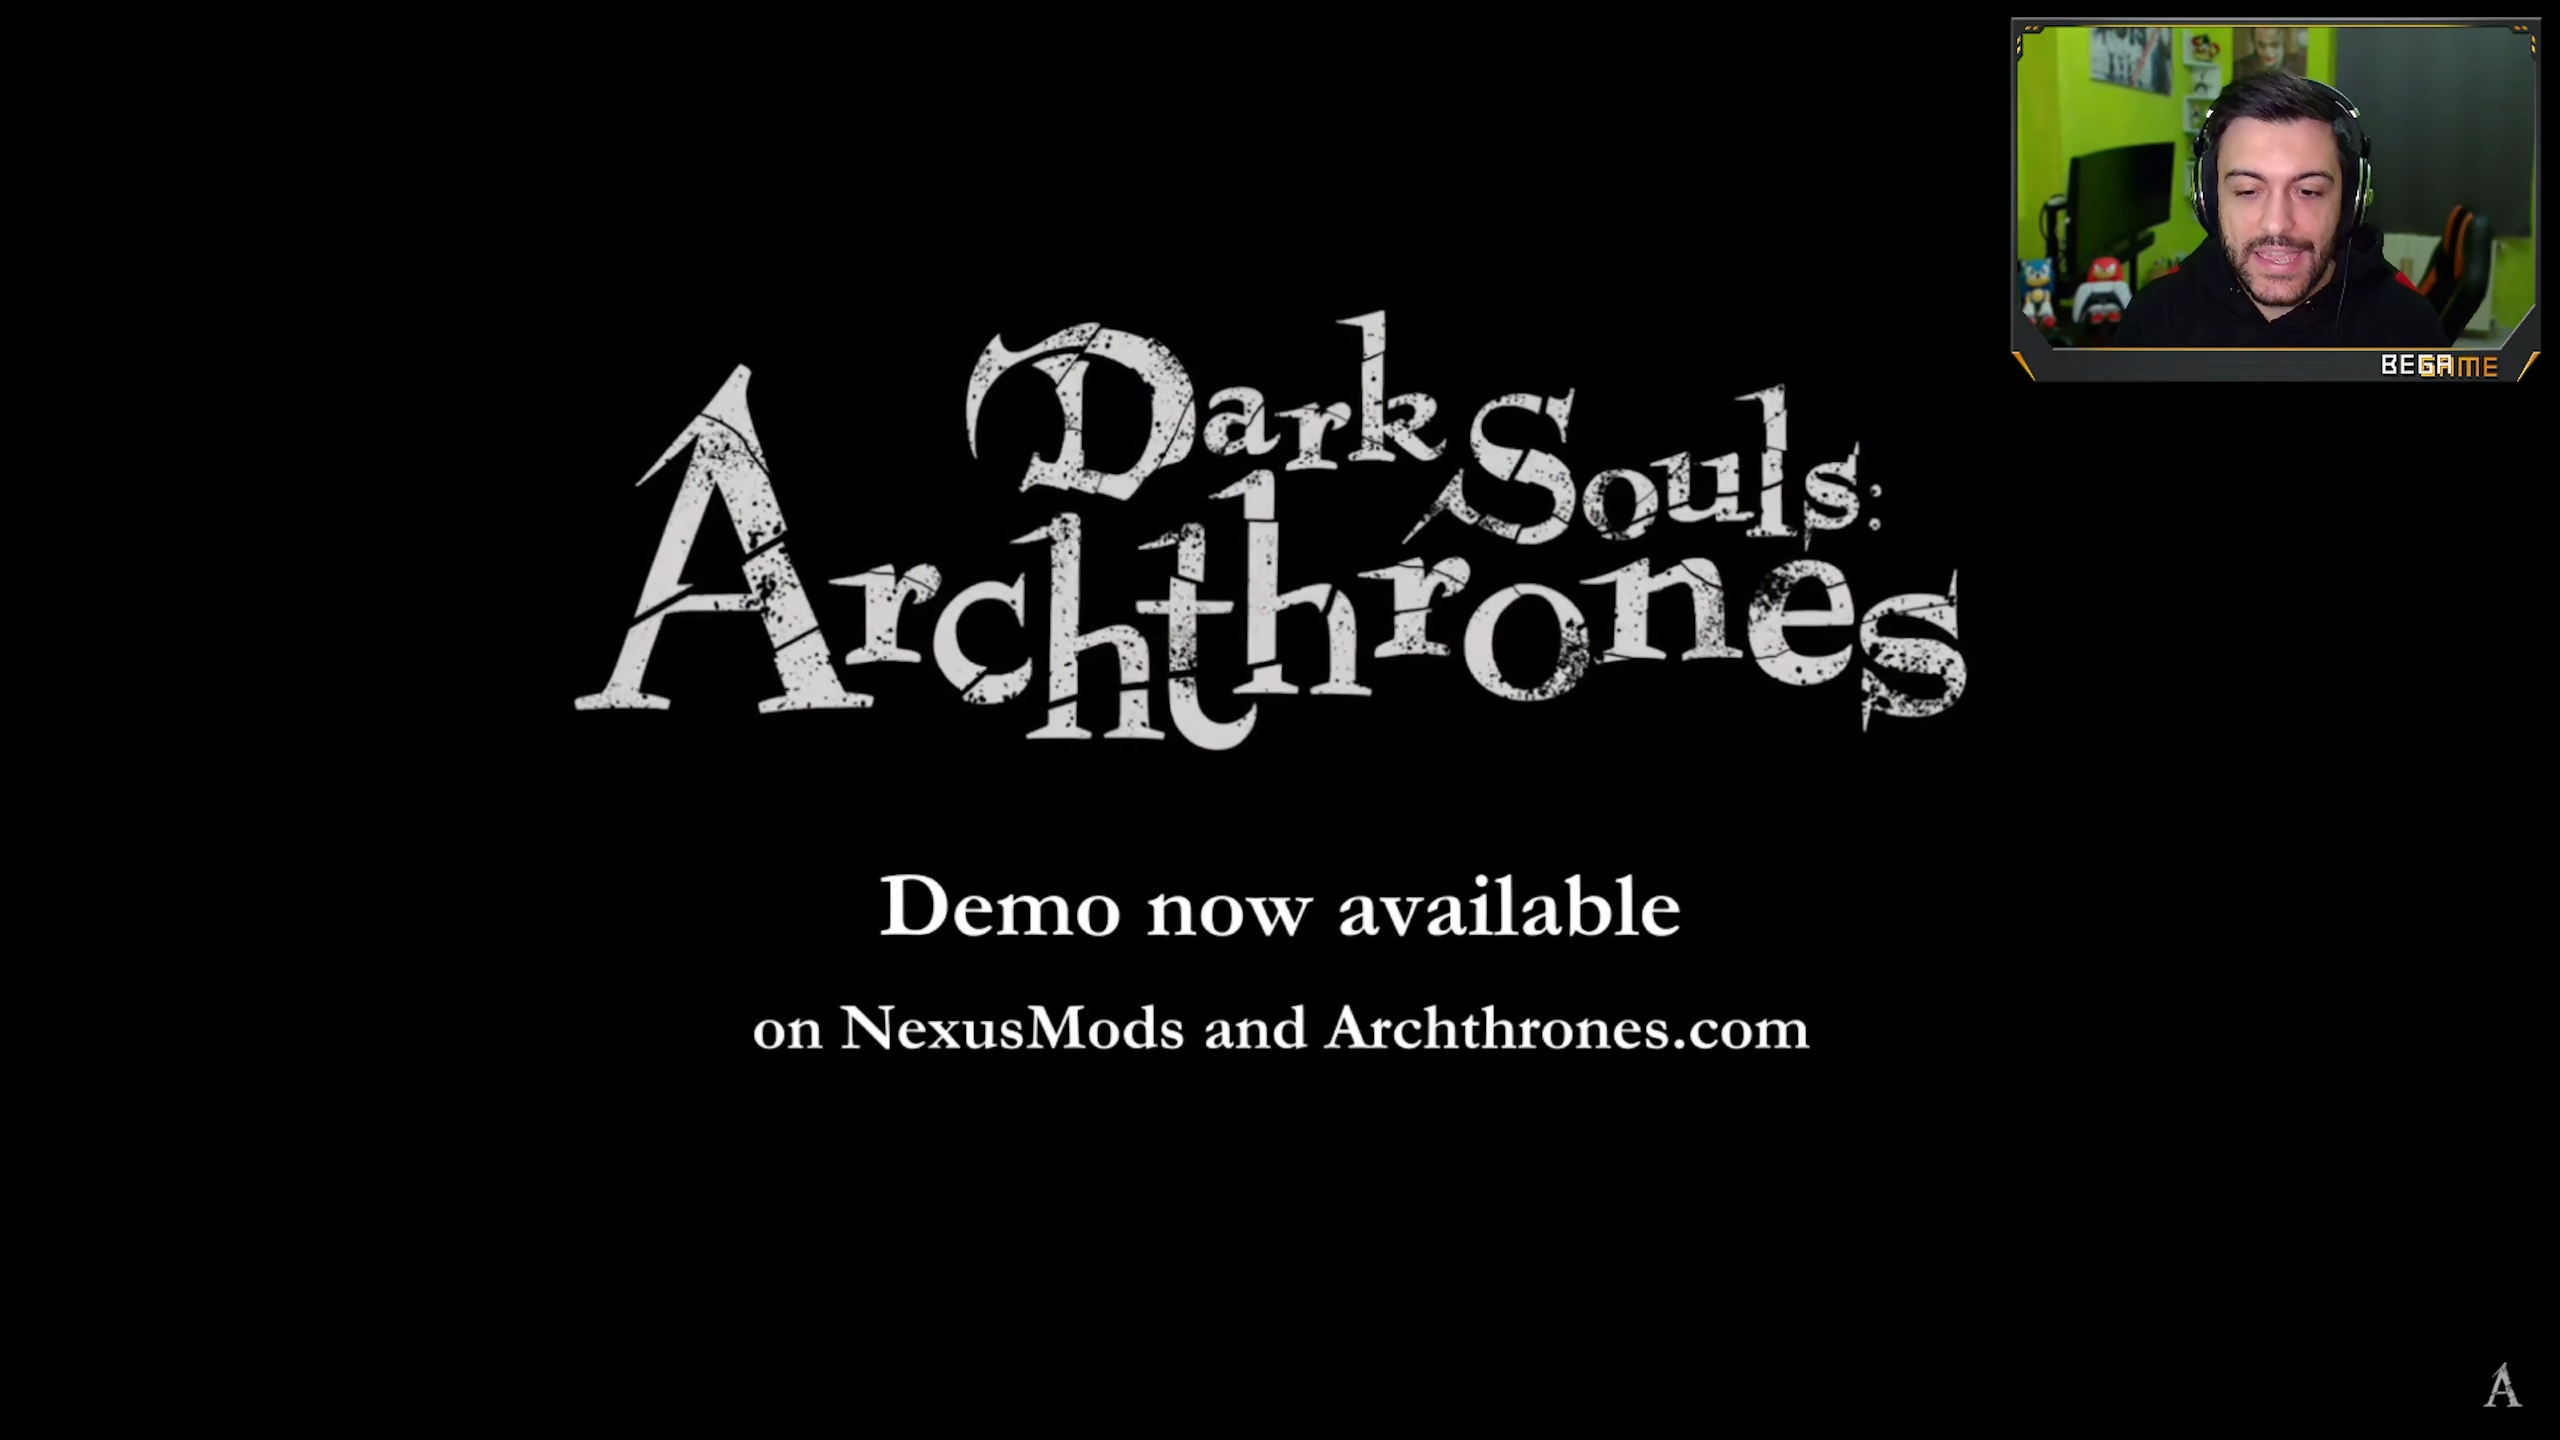 Dark Souls:
Archthrones
BEGAME
Demo now available
on NexusMods and Archthrones.com
A